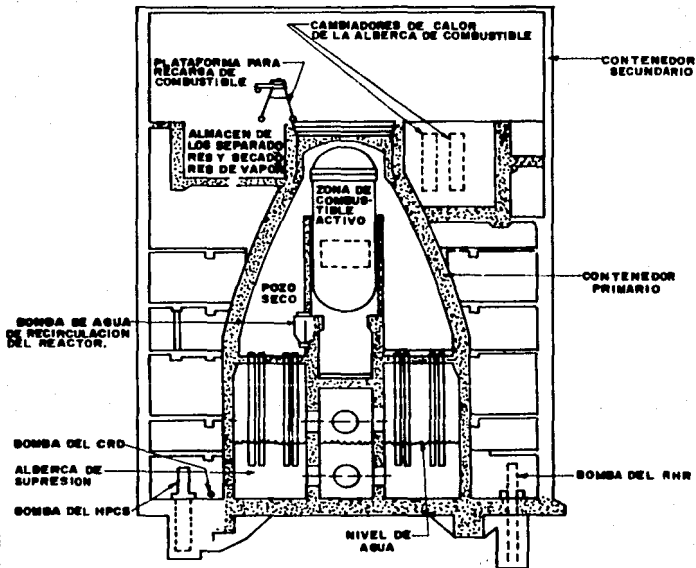 CAMBIADORES DE CALOR
DE LA ALBERCA DE COMBUSTIBLE
PLATAFORMA PARA
RECARGA DE
COMBUSTIBLE
CONTENEDOR
SECUNDARIO
ALMACEN DE
LOS SEPARADO
RES Y SECADO
RES DE VAPOR
ZONA DE
COMBUS-
TIBLE
ACTIVO
POZO
SECO
CONTENEDOR
PRIMARIO
BOMBA DE AGUA
DE RECIRCULACION
DEL REACTOR.
BOMBA DEL CRD
ALBERCA DE
SUPRESION
BOMBA DEL HPCS
NIVEL DE
AGUA
BOMBA DEL RHR